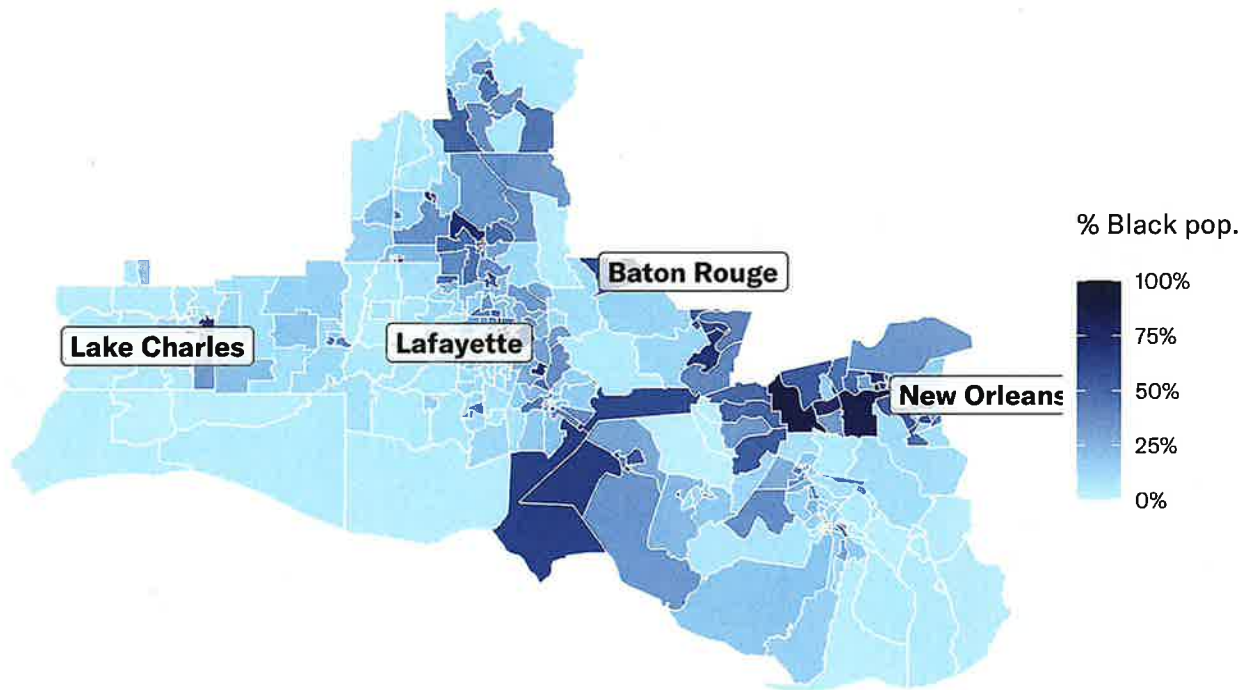 Baton Rouge
% Black pop.
100%
Lake Charles
Lafayette
75%
New Orleans
50%
25%
0%